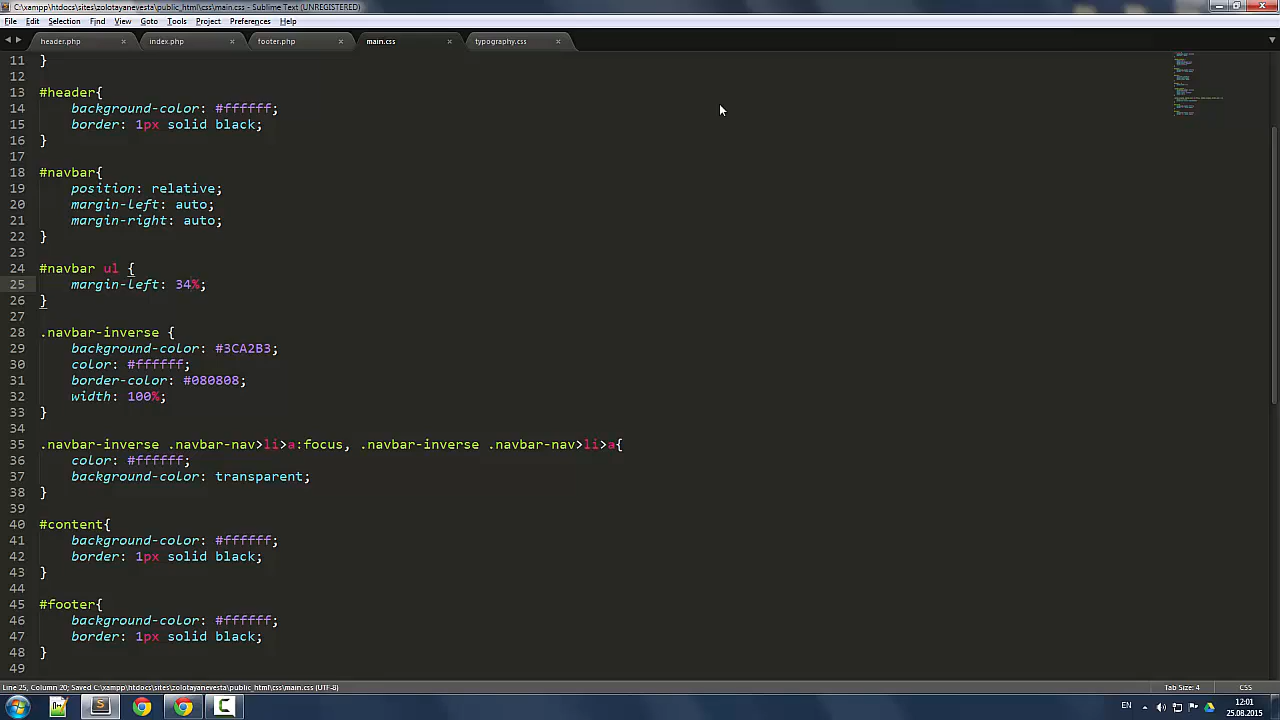 C:\xampp\htdocs\sites\zolotayanevesta\public_html\css\main.css - Sublime Text (UNREGISTERED)
File Edit Selection Find View Goto Tools Project Preferences Help
header.php × index.php × footer.php × main.css × typography.css ×
11 }
12
13 #header{
14 background-color: #ffffff;
15 border: 1px solid black;
16 }
17
18 #navbar{
19 position: relative;
20 margin-left: auto;
21 margin-right: auto;
22 }
23
24 #navbar ul {
25 margin-left: 34%;
26 }
27
28 .navbar-inverse {
29 background-color: #3CA2B3;
30 color: #ffffff;
31 border-color: #080808;
32 width: 100%;
33 }
34
35 .navbar-inverse .navbar-nav>li>a:focus, .navbar-inverse .navbar-nav>li>a{
36 color: #ffffff;
37 background-color: transparent;
38 }
39
40 #content{
41 background-color: #ffffff;
42 border: 1px solid black;
43 }
44
45 #footer{
46 background-color: #ffffff;
47 border: 1px solid black;
48 }
49
Line 25, Column 20; Saved C:\xampp\htdocs\sites\zolotayanevesta\public_html\css\main.css (UTF-8) Tab Size: 4 CSS
EN 12:01
25.08.2015